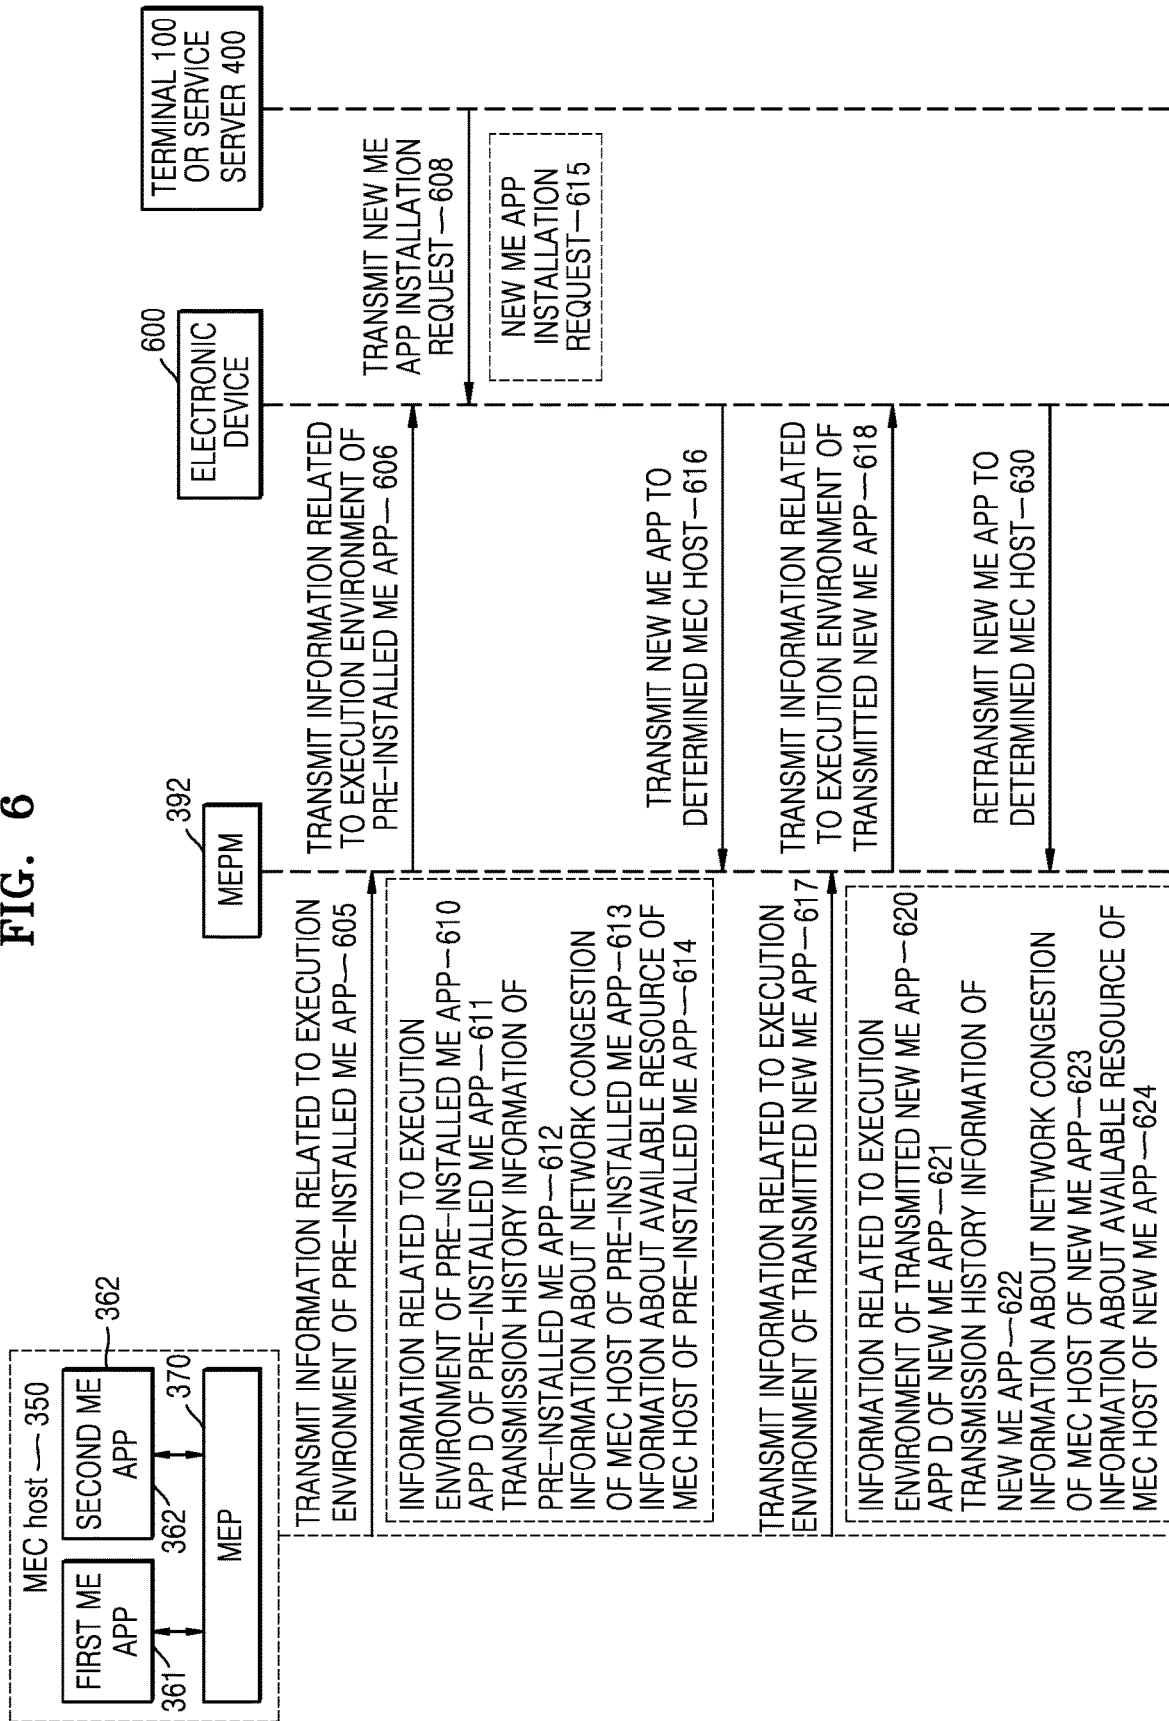 FIG. 6
MEC host — 350
FIRST ME
APP
361
SECOND ME
APP
362
362
MEP
370
MEPM
392
ELECTRONIC
DEVICE
600
TERMINAL 100
OR SERVICE
SERVER 400
TRANSMIT INFORMATION RELATED TO EXECUTION
ENVIRONMENT OF PRE-INSTALLED ME APP—605
TRANSMIT INFORMATION RELATED
TO EXECUTION ENVIRONMENT OF
PRE-INSTALLED ME APP—606
TRANSMIT NEW ME
APP INSTALLATION
REQUEST—608
INFORMATION RELATED TO EXECUTION
ENVIRONMENT OF PRE-INSTALLED ME APP—610
APP D OF PRE-INSTALLED ME APP—611
TRANSMISSION HISTORY INFORMATION OF
PRE-INSTALLED ME APP—612
INFORMATION ABOUT NETWORK CONGESTION
OF MEC HOST OF PRE-INSTALLED ME APP—613
INFORMATION ABOUT AVAILABLE RESOURCE OF
MEC HOST OF PRE-INSTALLED ME APP—614
NEW ME APP
INSTALLATION
REQUEST—615
TRANSMIT NEW ME APP TO
DETERMINED MEC HOST—616
TRANSMIT INFORMATION RELATED TO EXECUTION
ENVIRONMENT OF TRANSMITTED NEW ME APP—617
TRANSMIT INFORMATION RELATED
TO EXECUTION ENVIRONMENT OF
TRANSMITTED NEW ME APP—618
INFORMATION RELATED TO EXECUTION
ENVIRONMENT OF TRANSMITTED NEW ME APP—620
APP D OF NEW ME APP—621
TRANSMISSION HISTORY INFORMATION OF
NEW ME APP—622
INFORMATION ABOUT NETWORK CONGESTION
OF MEC HOST OF NEW ME APP—623
INFORMATION ABOUT AVAILABLE RESOURCE OF
MEC HOST OF NEW ME APP—624
RETRANSMIT NEW ME APP TO
DETERMINED MEC HOST—630